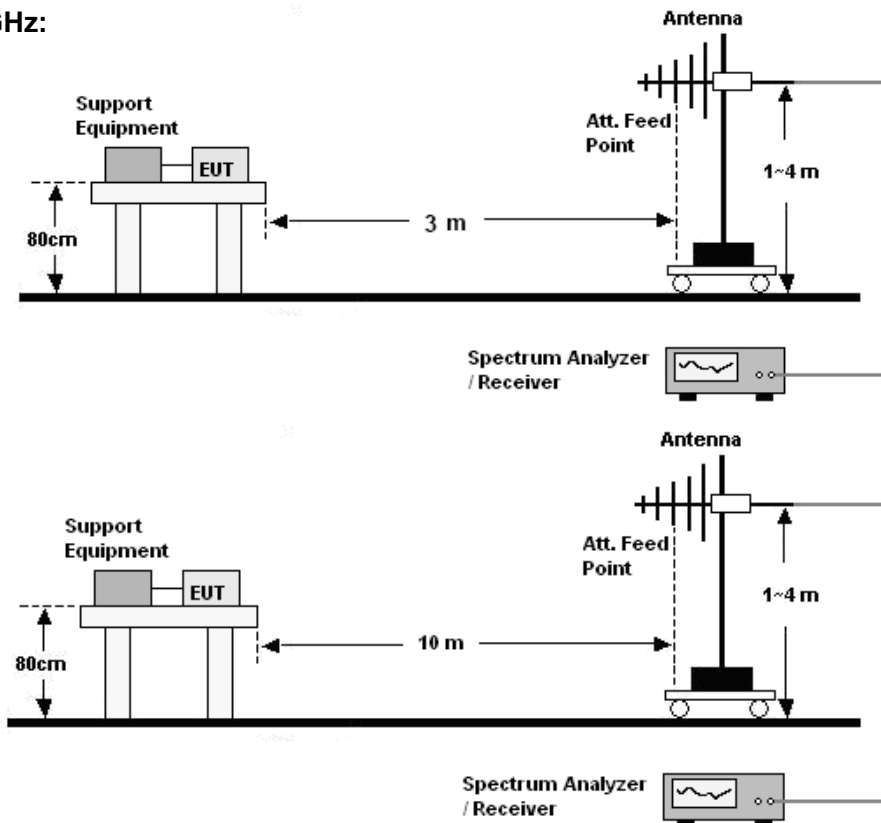 GHz:
Antenna
Support
Equipment
EUT
Att. Feed
Point
1~4 m
3 m
80cm
Spectrum Analyzer
/ Receiver
Antenna
Support
Equipment
EUT
Att. Feed
Point
1~4 m
10 m
80cm
Spectrum Analyzer
/ Receiver